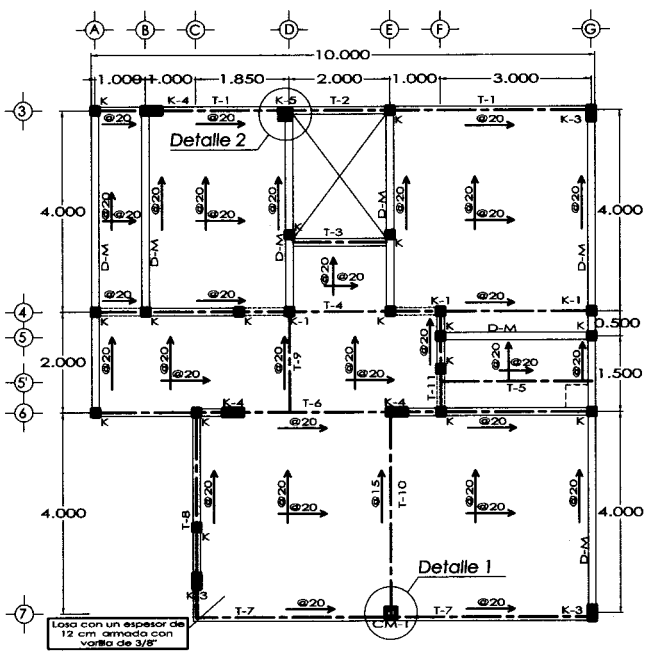 A B C D E F G
10.000
1.000 1.000 1.850 2.000 1.000 3.000
3 K K-4 T-1 K-5 T-2 K T-1 K-3
@20 @20 @20
Detalle 2
@20 @20 @20 @20 @20
4.000 @20 @20 D-M @20 4.000
D-M D-M T-3 K
K D-M
@20
@20 @20 @20
4 K K K K-1 T-4 K K-1 K-1
0.500
5 D-M K
2.000 @20 @20 T-9 @20 @20 @20 @20 @20 1.500
@20
5' T-11 T-5
6 K K K-4 T-6 K-4 K K
@20 @20
@20 @20 @15 T-10 @20
4.000 T-8 @20 @20 4.000
K D-M
K-3 Detalle 1
7 T-7 @20 @20 T-7 K-3
CM-1
Losa con un espesor de
12 cm armada con
varilla de 3/8"